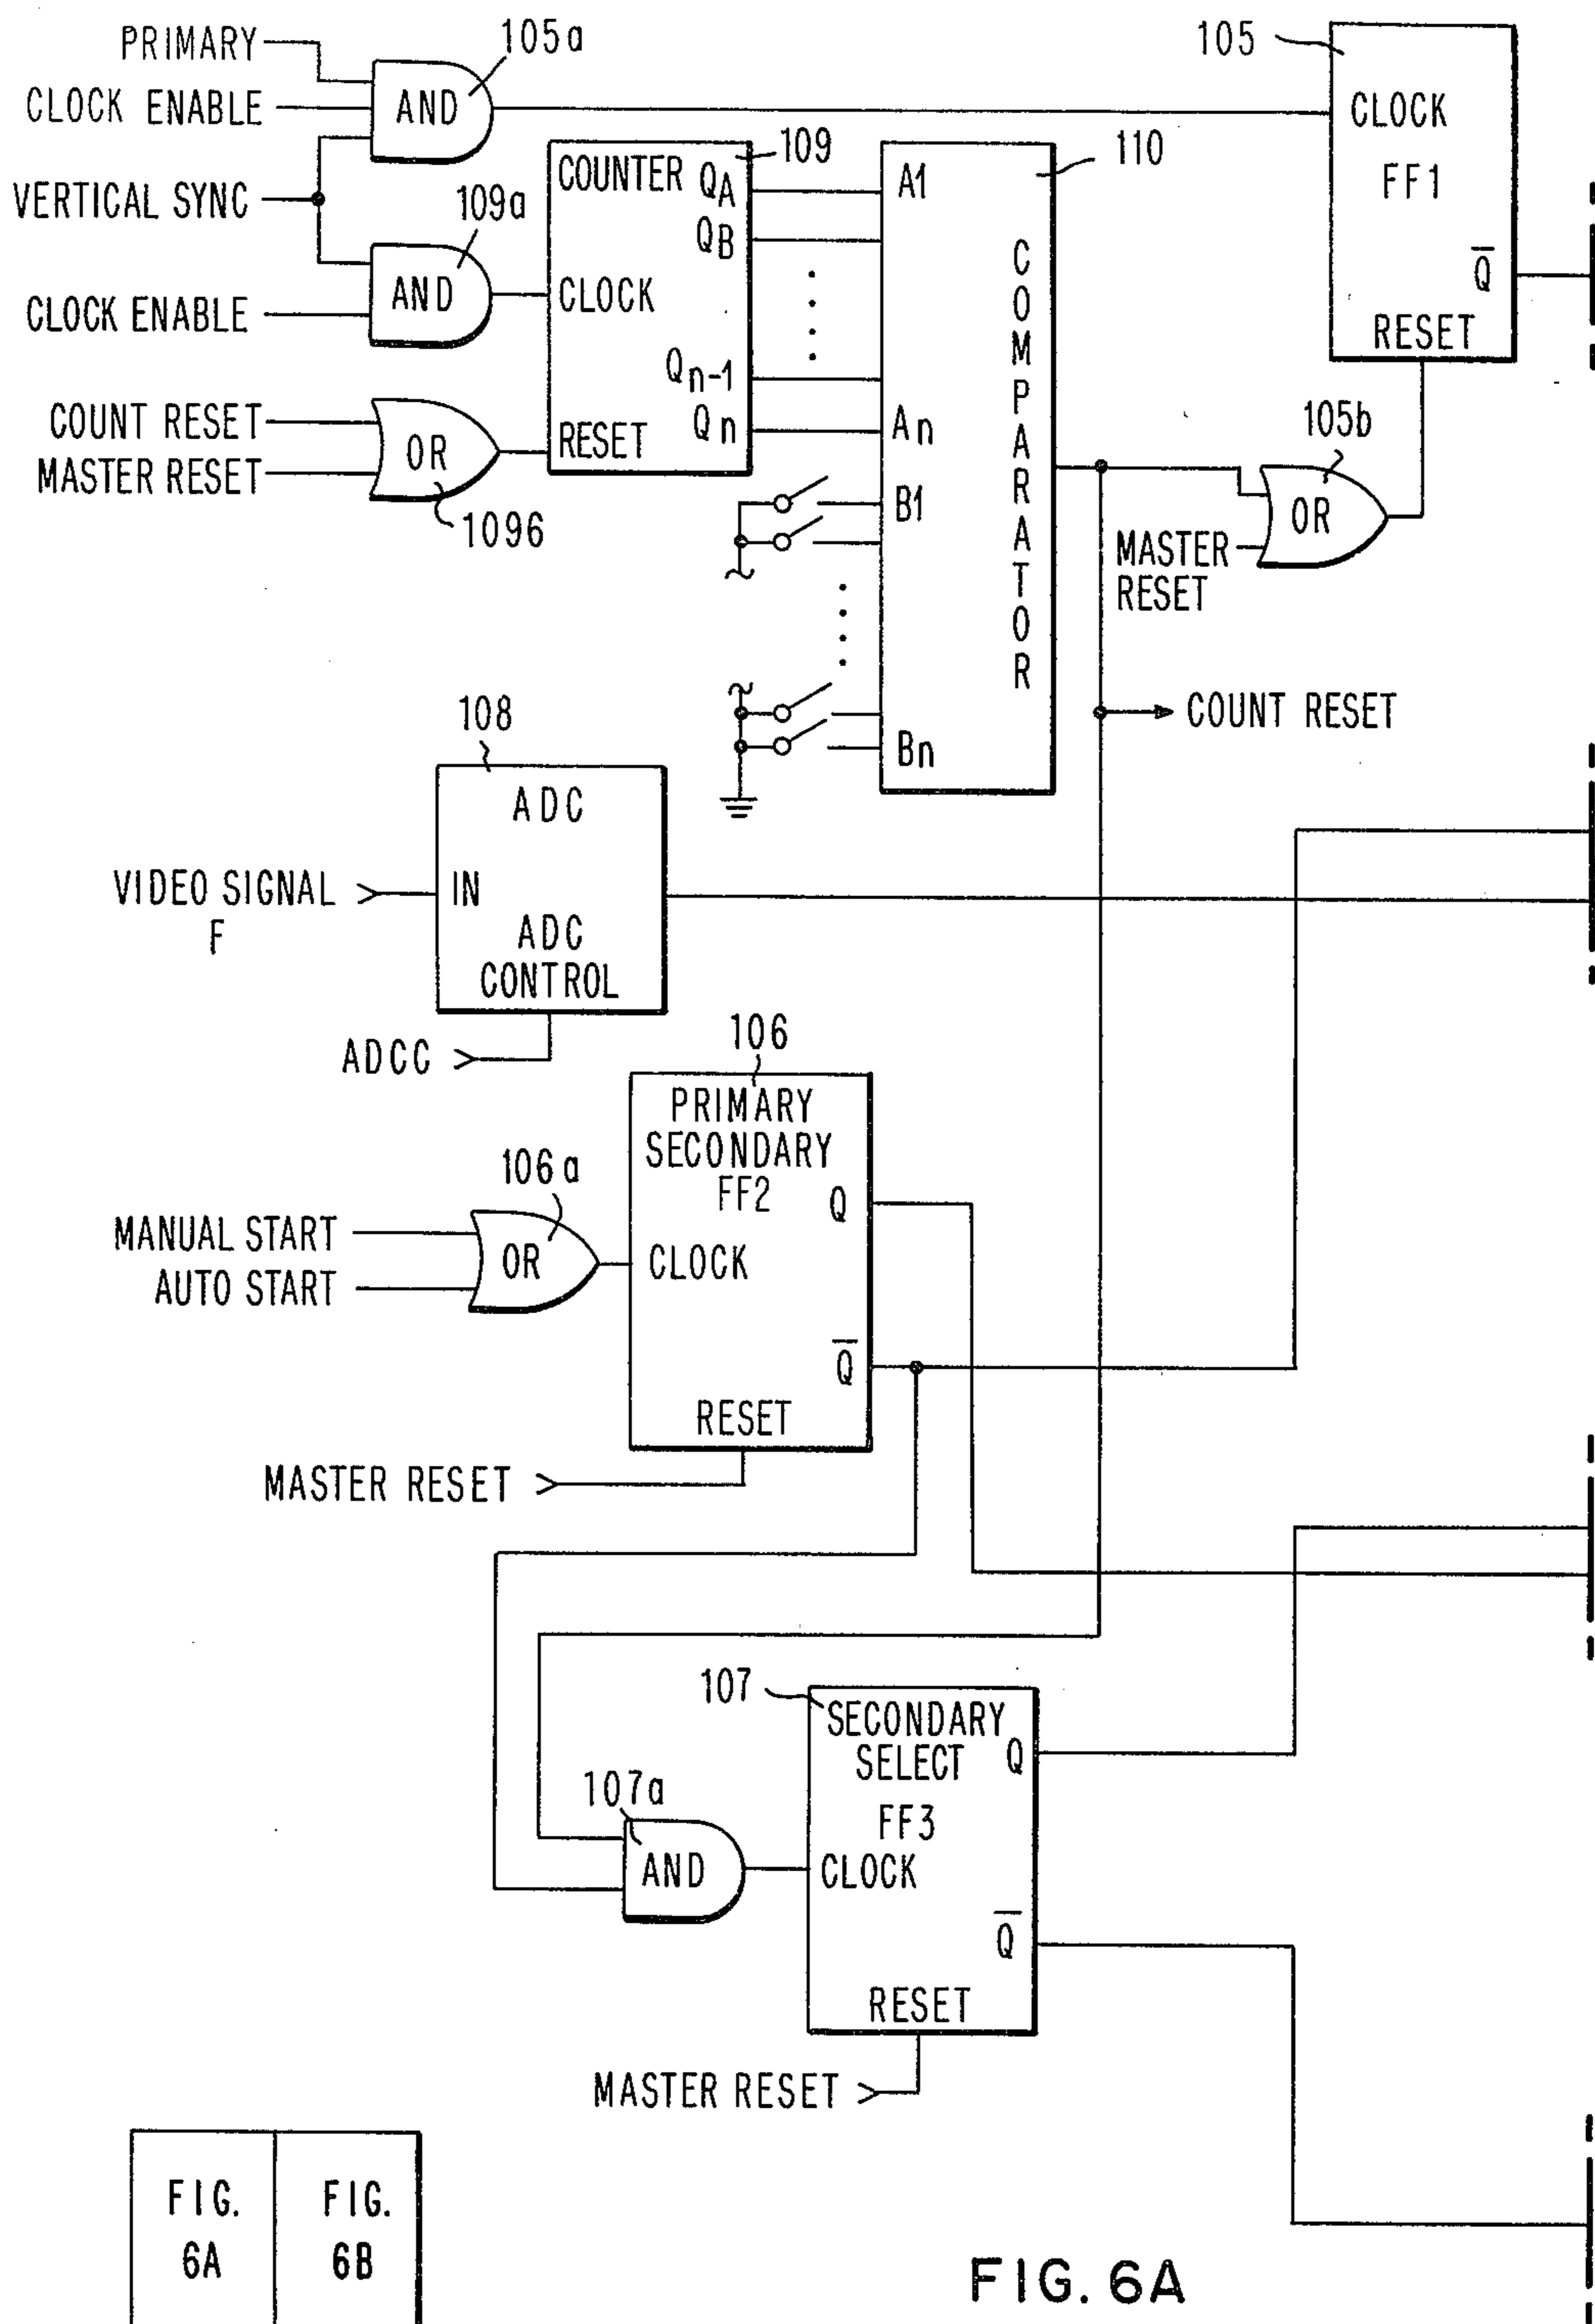 PRIMARY
105a
AND
CLOCK ENABLE
VERTICAL SYNC
109a
AND
CLOCK ENABLE
COUNT RESET
MASTER RESET
OR
1096
COUNTER
109
QA
QB
CLOCK
Qn-1
Qn
RESET
110
A1
An
B1
Bn
COMPARATOR
105
CLOCK
FF1
Q̅
RESET
105b
OR
MASTER
RESET
COUNT RESET
108
ADC
IN
ADC
CONTROL
VIDEO SIGNAL
F
ADCC
106
PRIMARY
SECONDARY
FF2
Q
CLOCK
Q̅
RESET
106a
OR
MANUAL START
AUTO START
MASTER RESET
107
SECONDARY
SELECT
Q
FF3
CLOCK
Q̅
RESET
107a
AND
MASTER RESET
FIG.
6A
FIG.
6B
FIG. 6A